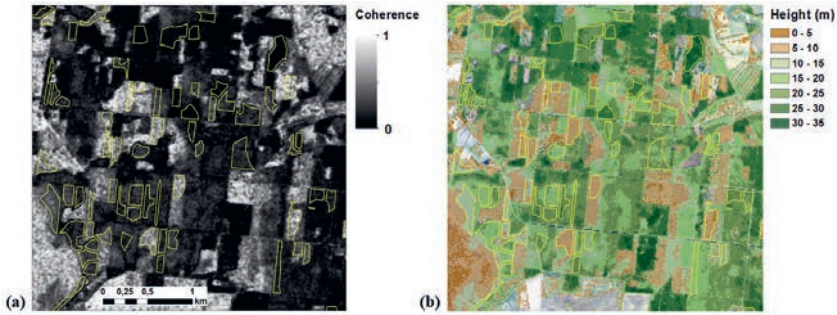 Coherence
1
0
0 0,25 0,5 1
km
(a)
Height (m)
0 - 5
5 - 10
10 - 15
15 - 20
20 - 25
25 - 30
30 - 35
(b)